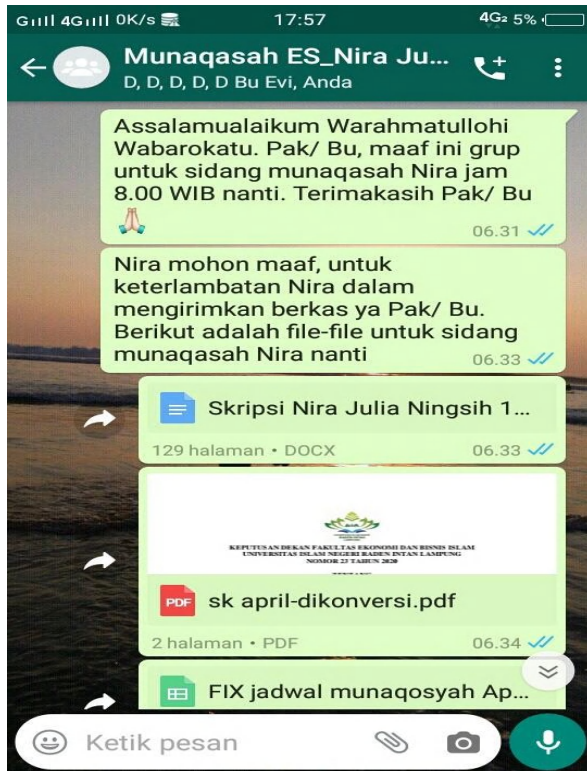 4G 4G 0K/s 17:57 4G2 5%
Munaqasah ES_Nira Ju...
D, D, D, D, D Bu Evi, Anda
Assalamualaikum Warahmatullohi
Wabarokatu. Pak/ Bu, maaf ini grup
untuk sidang munaqasah Nira jam
8.00 WIB nanti. Terimakasih Pak/ Bu
06.31
Nira mohon maaf, untuk
keterlambatan Nira dalam
mengirimkan berkas ya Pak/ Bu.
Berikut adalah file-file untuk sidang
munaqasah Nira nanti
06.33
Skripsi Nira Julia Ningsih 1...
129 halaman • DOCX 06.33
KEPUTUSAN DEKAN FAKULTAS EKONOMI DAN BISNIS ISLAM
UNIVERSITAS ISLAM NEGERI RADEN INTAN LAMPUNG
NOMOR 23 TAHUN 2020
PDF sk april-dikonversi.pdf
2 halaman • PDF 06.34
FIX jadwal munaqosyah Ap...
Ketik pesan